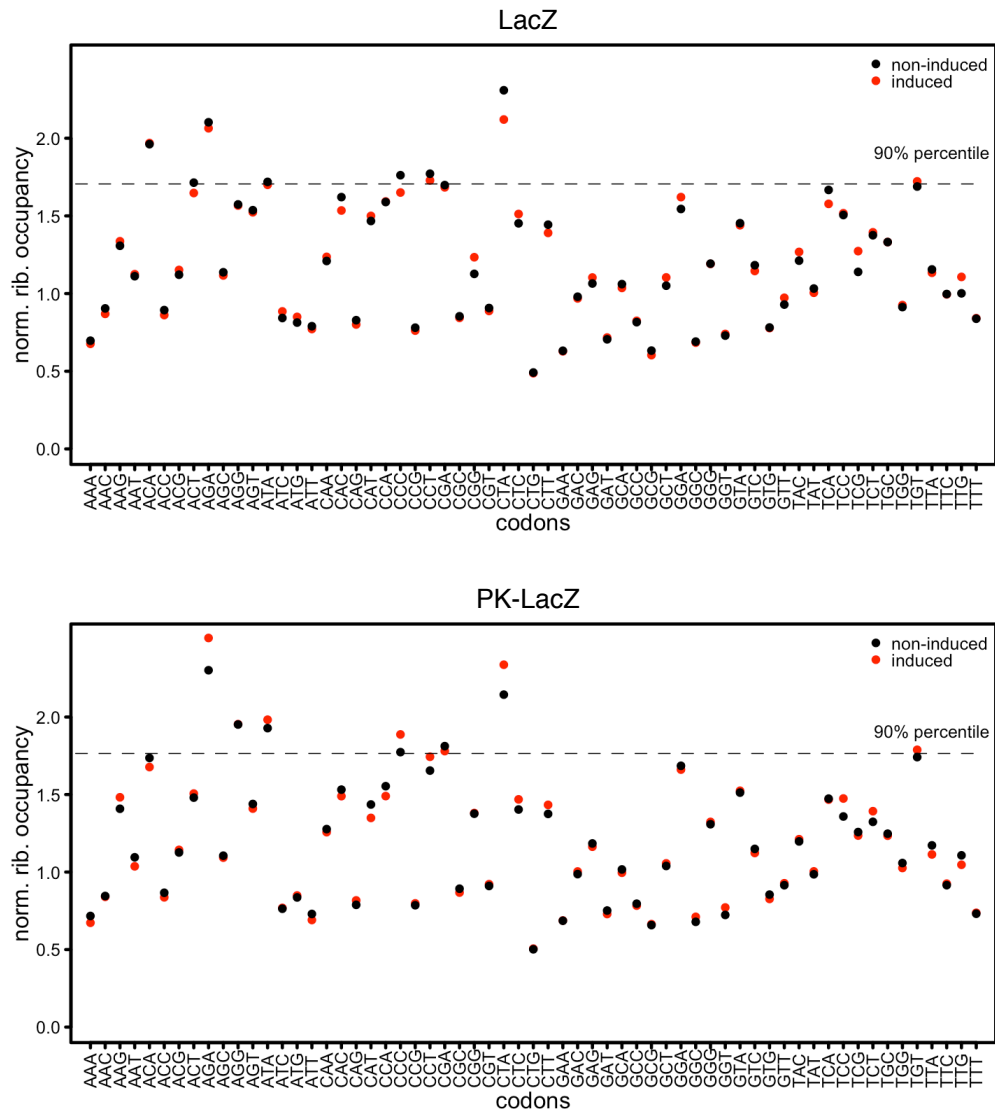 LacZ
non-induced
induced
90% percentile
norm. rib. occupancy
2.0
1.5
1.0
0.5
0.0
AAA AAC AAG AAT ACA ACC ACG ACT AGA AGC AGG AGT ATA ATC ATG ATT CAA CAC CAG CAT CCA CCC CCG CCT CGA CGC CGG CGT CTA CTC CTG CTT GAA GAC GAG GAT GCA GCC GCG GCT GGA GGC GGG GGT GTA GTC GTG GTT TAC TAT TCA TCC TCG TCT TGC TGG TGT TTA TTC TTG TTT
codons
PK-LacZ
non-induced
induced
90% percentile
norm. rib. occupancy
2.0
1.5
1.0
0.5
0.0
AAA AAC AAG AAT ACA ACC ACG ACT AGA AGC AGG AGT ATA ATC ATG ATT CAA CAC CAG CAT CCA CCC CCG CCT CGA CGC CGG CGT CTA CTC CTG CTT GAA GAC GAG GAT GCA GCC GCG GCT GGA GGC GGG GGT GTA GTC GTG GTT TAC TAT TCA TCC TCG TCT TGC TGG TGT TTA TTC TTG TTT
codons